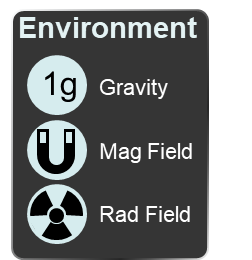 Environment
1g Gravity
Mag Field
Rad Field